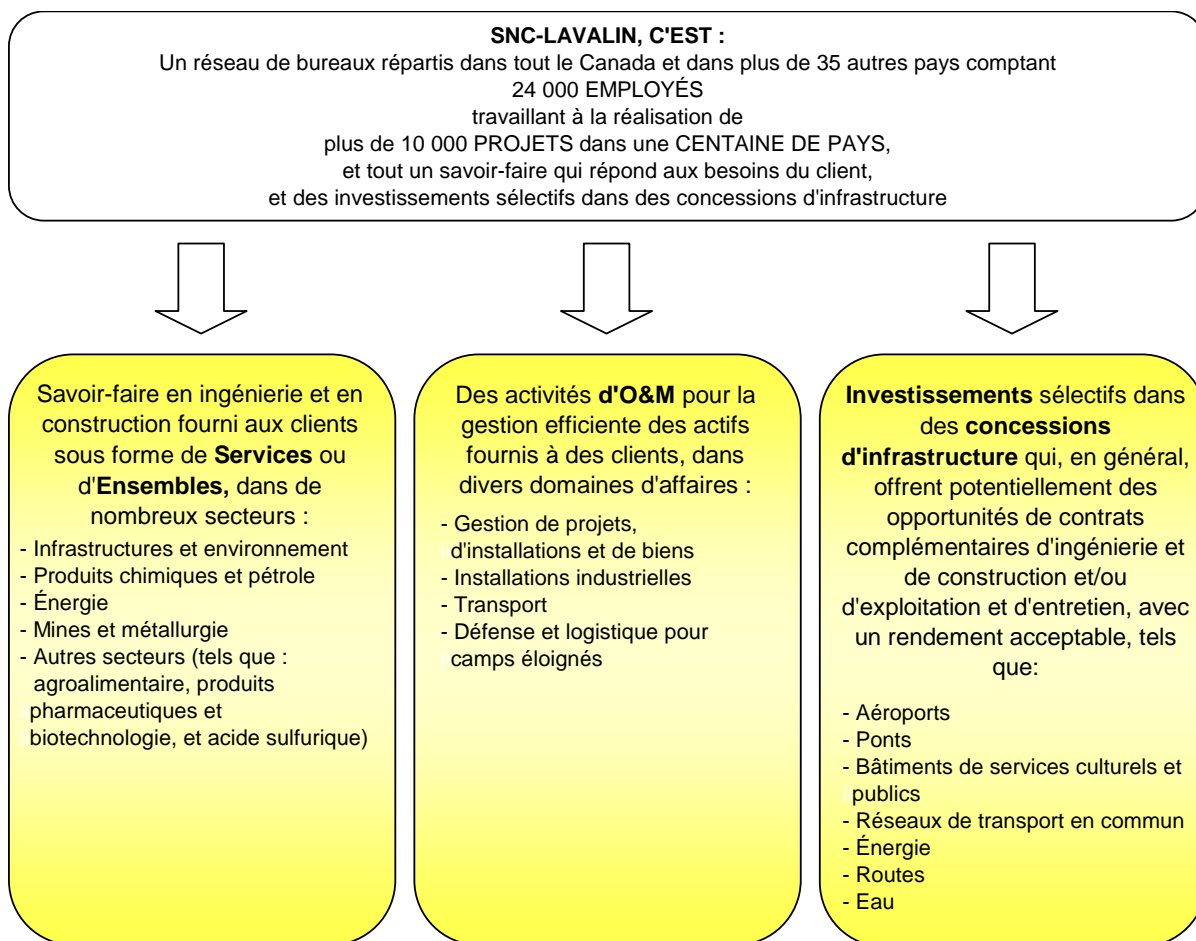 SNC-LAVALIN, C'EST :
Un réseau de bureaux répartis dans tout le Canada et dans plus de 35 autres pays comptant
24 000 EMPLOYÉS
travaillant à la réalisation de
plus de 10 000 PROJETS dans une CENTAINE DE PAYS,
et tout un savoir-faire qui répond aux besoins du client,
et des investissements sélectifs dans des concessions d'infrastructure
Savoir-faire en ingénierie et en
construction fourni aux clients
sous forme de Services ou
d'Ensembles, dans de
nombreux secteurs :
- Infrastructures et environnement
- Produits chimiques et pétrole
- Énergie
- Mines et métallurgie
- Autres secteurs (tels que :
agroalimentaire, produits
pharmaceutiques et
biotechnologie, et acide sulfurique)
Des activités d'O&M pour la
gestion efficiente des actifs
fournis à des clients, dans
divers domaines d'affaires :
- Gestion de projets,
d'installations et de biens
- Installations industrielles
- Transport
- Défense et logistique pour
camps éloignés
Investissements sélectifs dans
des concessions
d'infrastructure qui, en général,
offrent potentiellement des
opportunités de contrats
complémentaires d'ingénierie et
de construction et/ou
d'exploitation et d'entretien, avec
un rendement acceptable, tels
que:
- Aéroports
- Ponts
- Bâtiments de services culturels et
publics
- Réseaux de transport en commun
- Énergie
- Routes
- Eau